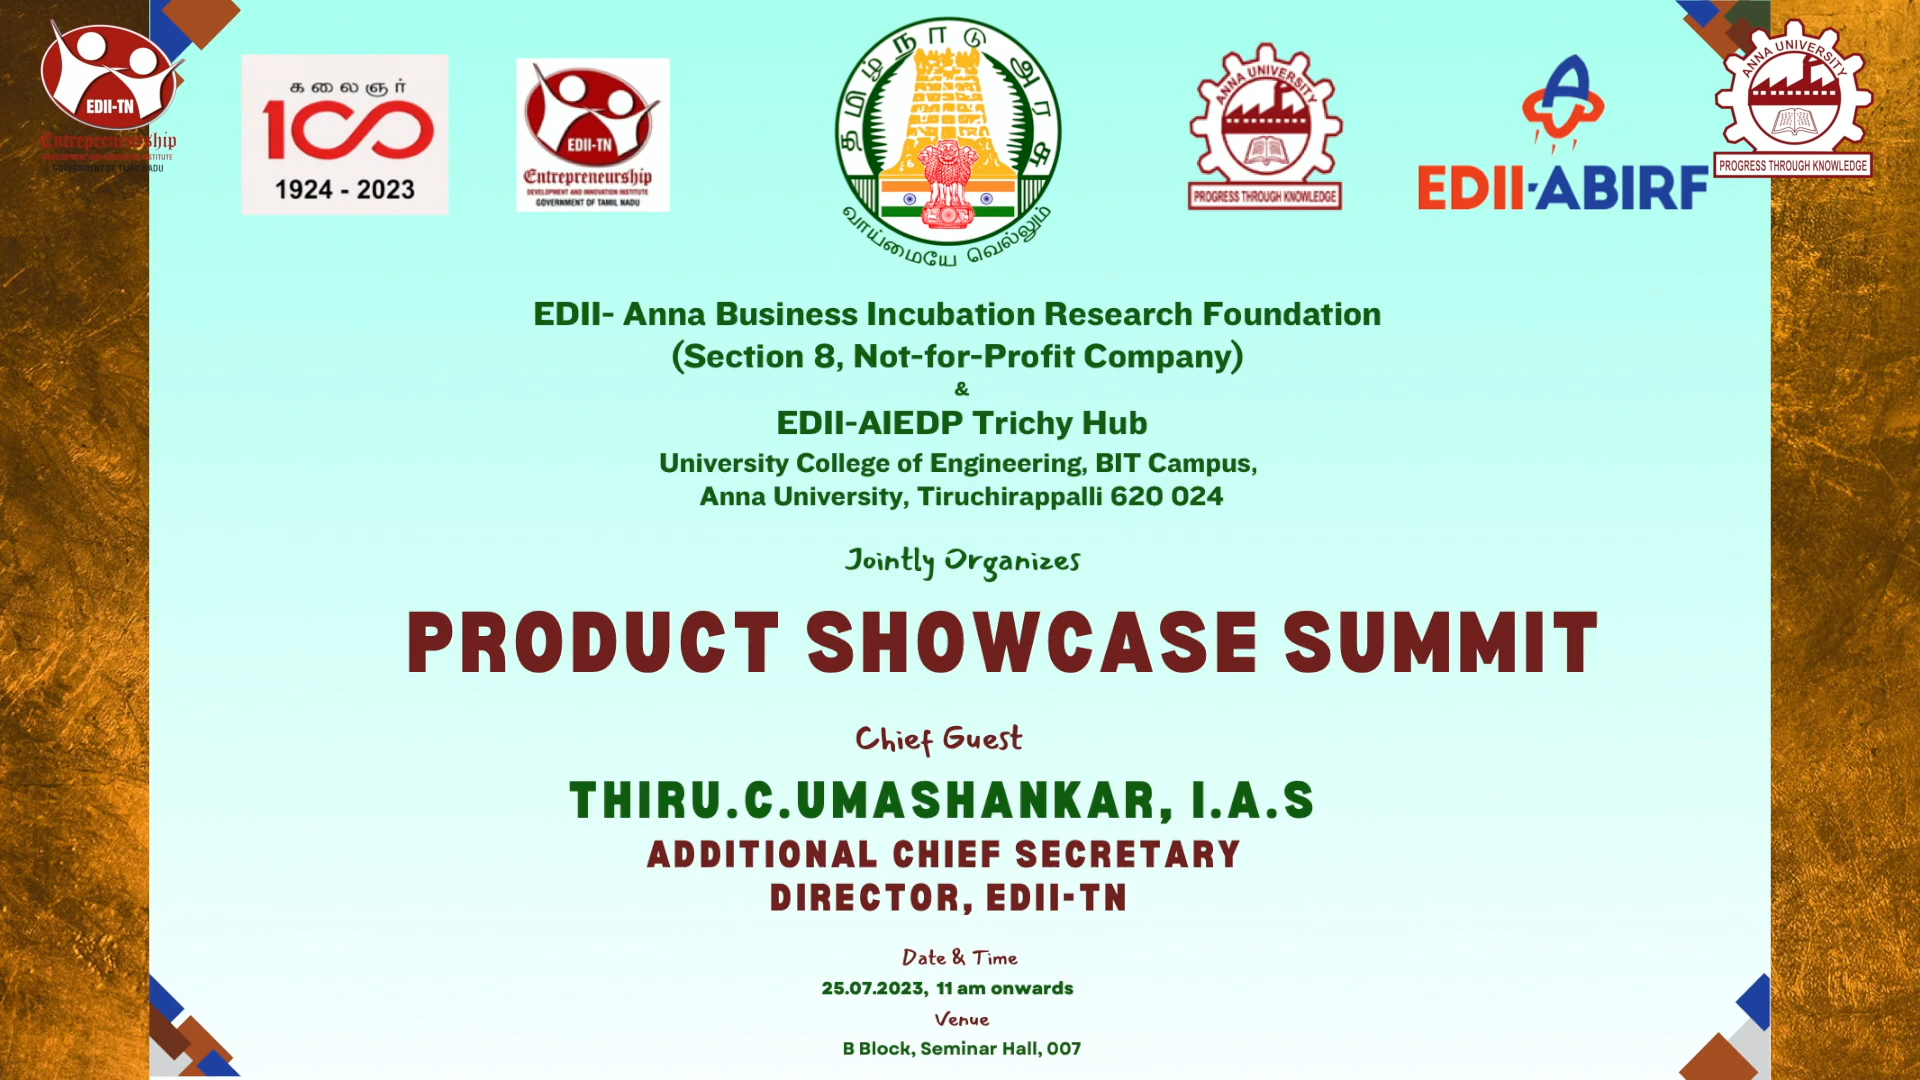 EDII-TN
Entrepreneurship
DEVELOPMENT AND INNOVATION INSTITUTE
GOVERNMENT OF TAMIL NADU
கலைஞர்
100
1924 - 2023
EDII-TN
Entrepreneurship
DEVELOPMENT AND INNOVATION INSTITUTE
GOVERNMENT OF TAMIL NADU
தமிழ்நாடு அரசு
வாய்மையே வெல்லும்
ANNA UNIVERSITY
PROGRESS THROUGH KNOWLEDGE
EDII-ABIRF
ANNA UNIVERSITY
PROGRESS THROUGH KNOWLEDGE
EDII- Anna Business Incubation Research Foundation
(Section 8, Not-for-Profit Company)
&
EDII-AIEDP Trichy Hub
University College of Engineering, BIT Campus,
Anna University, Tiruchirappalli 620 024
Jointly Organizes
PRODUCT SHOWCASE SUMMIT
Chief Guest
THIRU.C.UMASHANKAR, I.A.S
ADDITIONAL CHIEF SECRETARY
DIRECTOR, EDII-TN
Date & Time
25.07.2023, 11 am onwards
Venue
B Block, Seminar Hall, 007